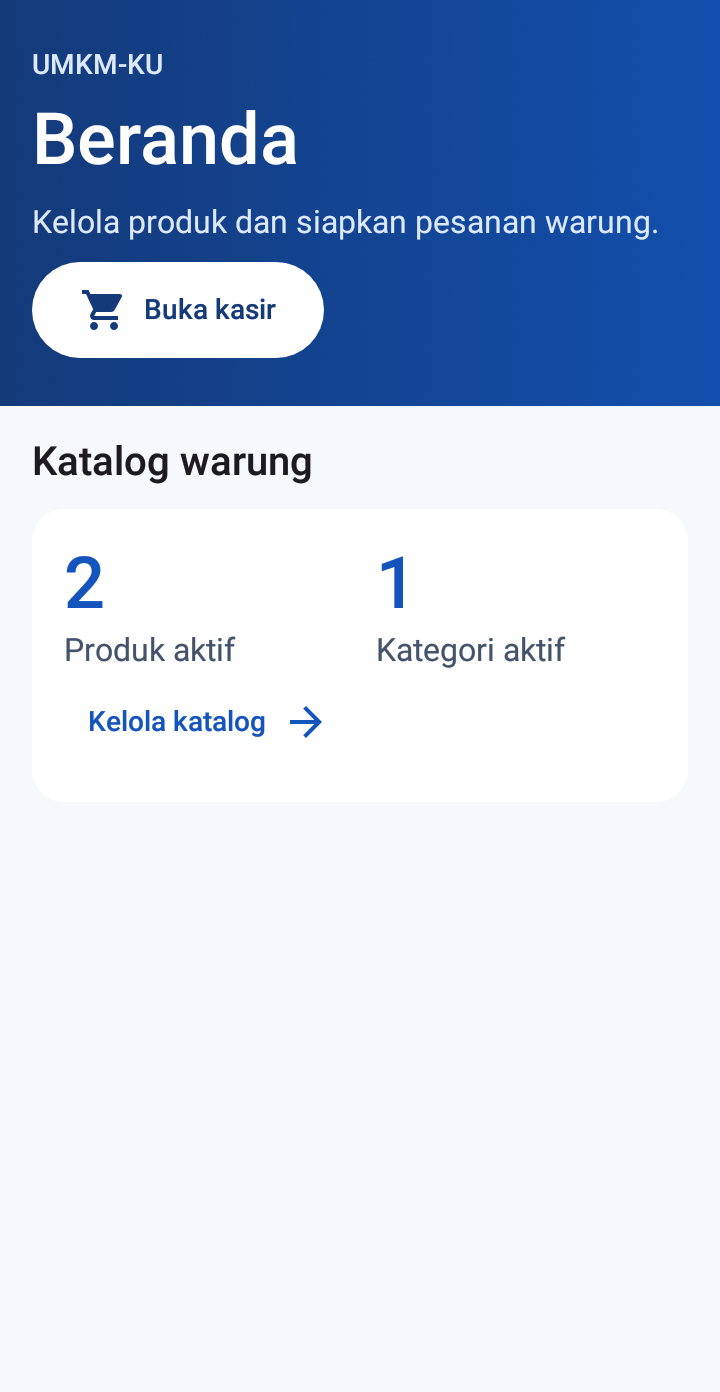 UMKM-KU
Beranda
Kelola produk dan siapkan pesanan warung.
Buka kasir
Katalog warung
2
Produk aktif
1
Kategori aktif
Kelola katalog